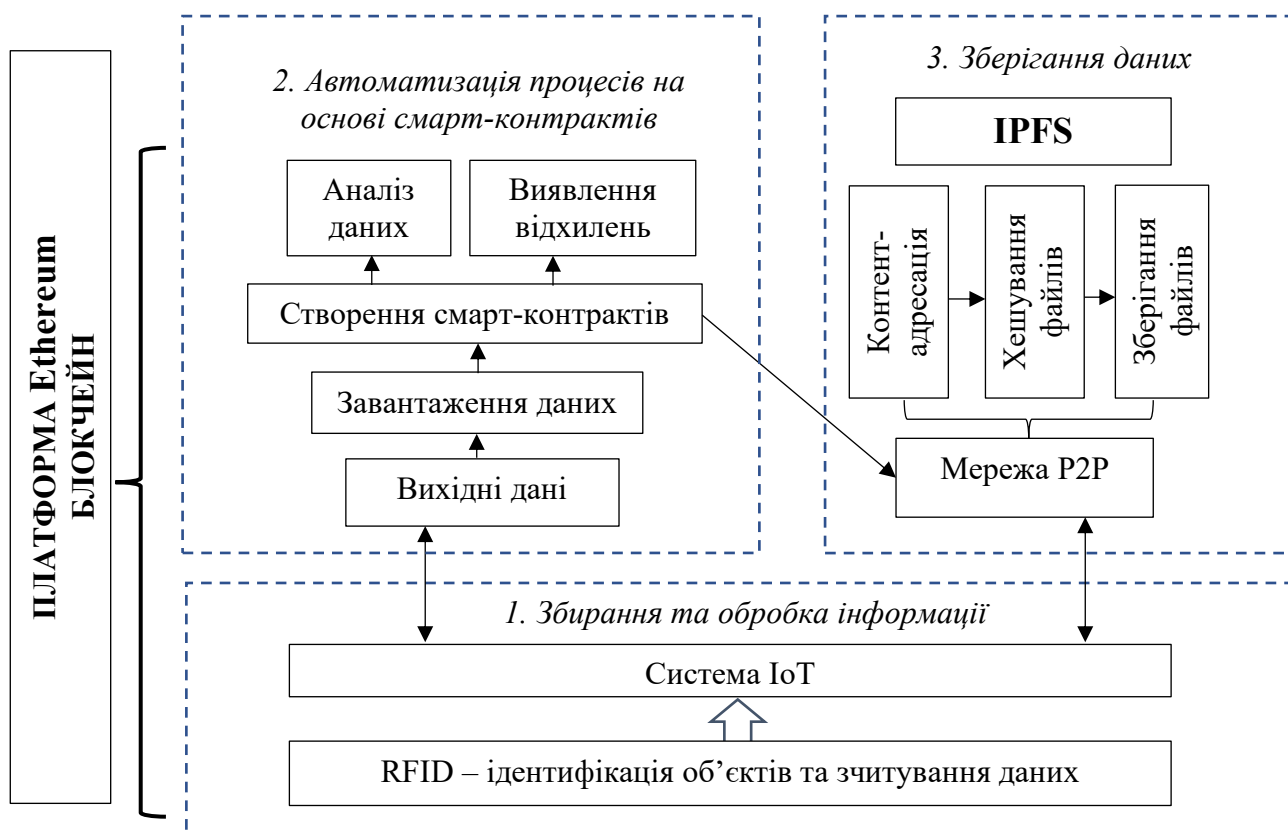 ПЛАТФОРМА Ethereum
БЛОКЧЕЙН
2. Автоматизація процесів на
основі смарт-контрактів
Аналіз
даних
Виявлення
відхилень
Створення смарт-контрактів
Завантаження даних
Вихідні дані
3. Зберігання даних
IPFS
Контент-
адресація
Хешування
файлів
Зберігання
файлів
Мережа P2P
1. Збирання та обробка інформації
Система IoT
RFID – ідентифікація об’єктів та зчитування даних